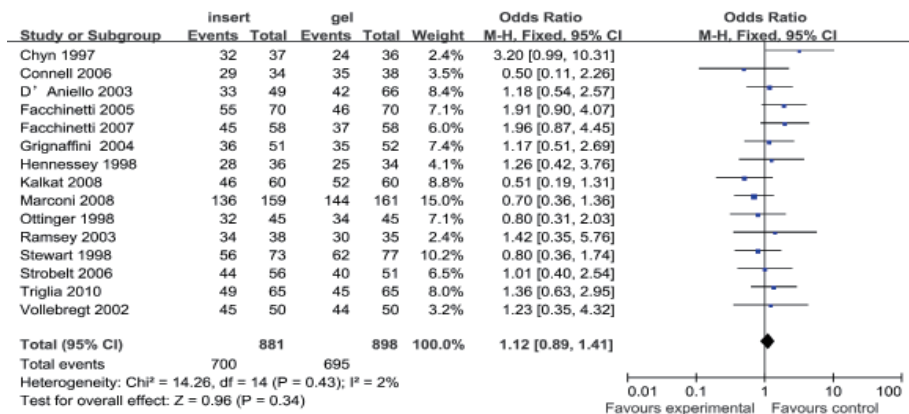 insert gel Odds Ratio Odds Ratio
Study or Subgroup Events Total Events Total Weight M-H, Fixed, 95% CI M-H, Fixed, 95% CI
Chyn 1997 32 37 24 36 2.4% 3.20 [0.99, 10.31]
Connell 2006 29 34 35 38 2.9% 0.50 [0.11, 2.26]
D'Aniello 2003 33 49 42 66 8.4% 1.18 [0.54, 2.57]
Facchinetti 2005 55 70 46 70 7.2% 1.91 [0.90, 4.07]
Facchinetti 2007 45 58 37 58 6.0% 1.96 [0.87, 4.45]
Grignaffini 2004 36 51 35 52 7.4% 1.17 [0.51, 2.69]
Hennessey 1998 28 36 25 34 4.1% 1.26 [0.42, 3.76]
Kalkat 2008 46 60 52 60 8.8% 0.51 [0.19, 1.31]
Marconi 2008 136 159 144 161 15.0% 0.70 [0.36, 1.36]
Ottinger 1998 32 45 34 45 7.1% 0.80 [0.31, 2.03]
Ramsey 2003 34 38 30 35 2.4% 1.42 [0.35, 5.76]
Stewart 1998 56 73 62 77 10.3% 0.80 [0.36, 1.74]
Strobelt 2006 44 56 40 51 6.8% 1.01 [0.40, 2.54]
Triglia 2010 49 65 45 65 8.0% 1.36 [0.63, 2.95]
Vollebregt 2002 45 50 44 50 3.2% 1.23 [0.35, 4.32]
Total (95% CI) 881 898 100.0% 1.12 [0.89, 1.41]
Total events 700 695
Heterogeneity: Chi² = 14.26, df = 14 (P = 0.43); I² = 2%
Test for overall effect: Z = 0.96 (P = 0.34)
0.01 0.1 1 10 100
Favours experimental Favours control